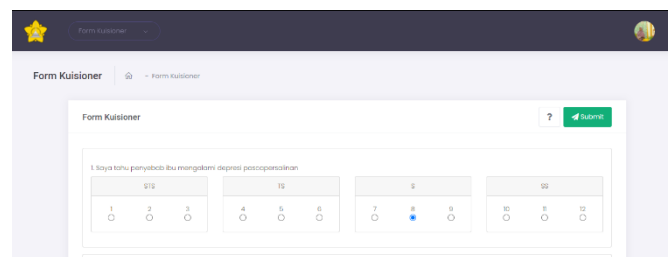 Form Kuisioner
Form Kuisioner - Form Kuisioner
Form Kuisioner ? Submit
1. Saya tahu penyebab ibu mengalami depresi pascapersalinan
STS TS S SS
1 2 3 4 5 6 7 8 9 10 11 12